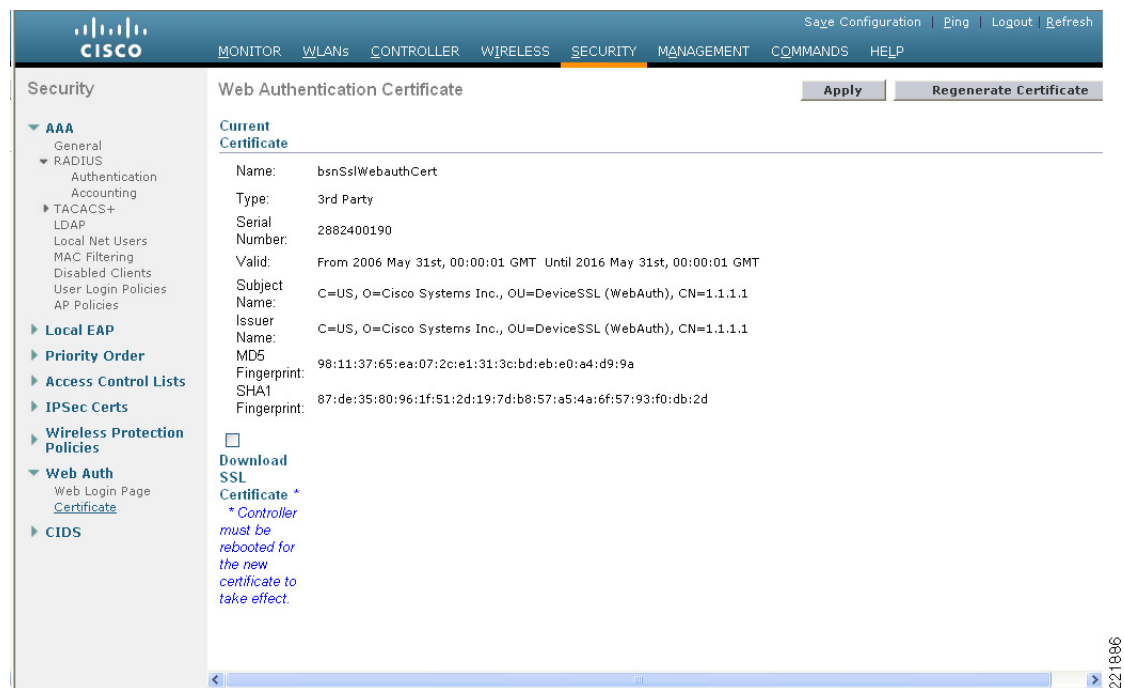 Save Configuration | Ping | Logout | Refresh
CISCO
MONITOR WLANs CONTROLLER WIRELESS SECURITY MANAGEMENT COMMANDS HELP
Security
AAA
General
RADIUS
Authentication
Accounting
TACACS+
LDAP
Local Net Users
MAC Filtering
Disabled Clients
User Login Policies
AP Policies
Local EAP
Priority Order
Access Control Lists
IPSec Certs
Wireless Protection
Policies
Web Auth
Web Login Page
Certificate
CIDS
Web Authentication Certificate
Apply
Regenerate Certificate
Current
Certificate
Name: bsnSslWebauthCert
Type: 3rd Party
Serial
Number: 2882400190
Valid: From 2006 May 31st, 00:00:01 GMT Until 2016 May 31st, 00:00:01 GMT
Subject
Name: C=US, O=Cisco Systems Inc., OU=DeviceSSL (WebAuth), CN=1.1.1.1
Issuer
Name: C=US, O=Cisco Systems Inc., OU=DeviceSSL (WebAuth), CN=1.1.1.1
MD5
Fingerprint: 98:11:37:65:ea:07:2c:e1:31:3c:bd:eb:e0:a4:d9:9a
SHA1
Fingerprint: 87:de:35:80:96:1f:51:2d:19:7d:b8:57:a5:4a:6f:57:93:f0:db:2d
Download
SSL
Certificate *
* Controller
must be
rebooted for
the new
certificate to
take effect.
221886